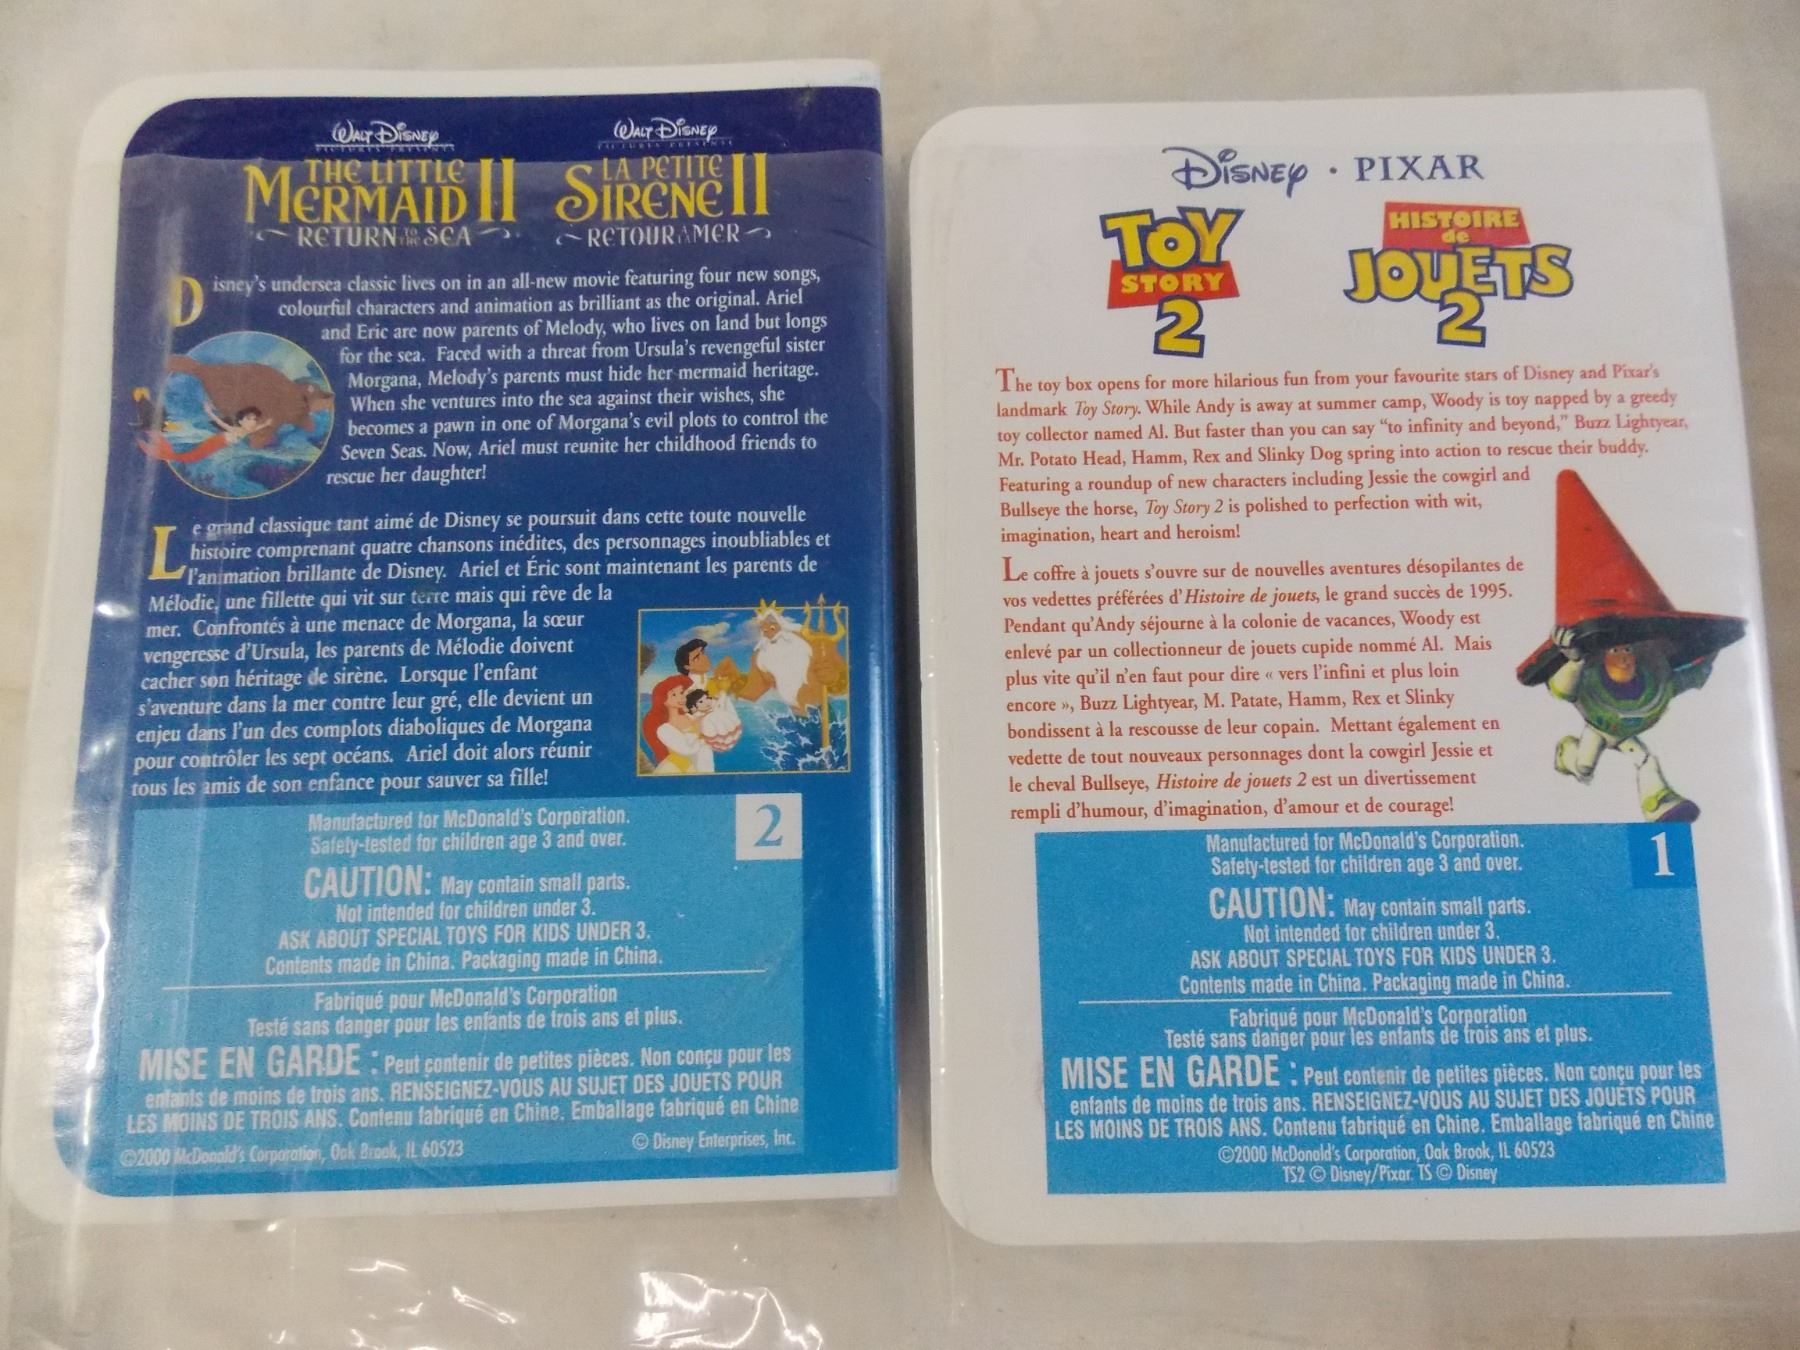 WALT DISNEY
PICTURES PRESENTS
THE LITTLE
MERMAID II
RETURN TO THE SEA
WALT DISNEY
PICTURES PRESENTE
LA PETITE
SIRÈNE II
RETOUR À MER
Disney's undersea classic lives on in an all-new movie featuring four new songs,
colourful characters and animation as brilliant as the original. Ariel
and Eric are now parents of Melody, who lives on land but longs
for the sea. Faced with a threat from Ursula's revengeful sister
Morgana, Melody's parents must hide her mermaid heritage.
When she ventures into the sea against their wishes, she
becomes a pawn in one of Morgana's evil plots to control the
Seven Seas. Now, Ariel must reunite her childhood friends to
rescue her daughter!
Le grand classique tant aimé de Disney se poursuit dans cette toute nouvelle
histoire comprenant quatre chansons inédites, des personnages inoubliables et
l'animation brillante de Disney. Ariel et Éric sont maintenant les parents de
Mélodie, une fillette qui vit sur terre mais qui rêve de la
mer. Confrontés à une menace de Morgana, la sœur
vengeresse d'Ursula, les parents de Mélodie doivent
cacher son héritage de sirène. Lorsque l'enfant
s'aventure dans la mer contre leur gré, elle devient un
enjeu dans l'un des complots diaboliques de Morgana
pour contrôler les sept océans. Ariel doit alors réunir
tous les amis de son enfance pour sauver sa fille!
Manufactured for McDonald's Corporation.
Safety-tested for children age 3 and over.
2
CAUTION: May contain small parts.
Not intended for children under 3.
ASK ABOUT SPECIAL TOYS FOR KIDS UNDER 3.
Contents made in China. Packaging made in China.
Fabriqué pour McDonald's Corporation
Testé sans danger pour les enfants de trois ans et plus.
MISE EN GARDE : Peut contenir de petites pièces. Non conçu pour les
enfants de moins de trois ans. RENSEIGNEZ-VOUS AU SUJET DES JOUETS POUR
LES MOINS DE TROIS ANS. Contenu fabriqué en Chine. Emballage fabriqué en Chine
©2000 McDonald's Corporation, Oak Brook, IL 60523
© Disney Enterprises, Inc.
DISNEY · PIXAR
TOY
STORY
2
HISTOIRE
de
JOUETS
2
The toy box opens for more hilarious fun from your favourite stars of Disney and Pixar's
landmark Toy Story. While Andy is away at summer camp, Woody is toy napped by a greedy
toy collector named Al. But faster than you can say "to infinity and beyond," Buzz Lightyear,
Mr. Potato Head, Hamm, Rex and Slinky Dog spring into action to rescue their buddy.
Featuring a roundup of new characters including Jessie the cowgirl and
Bullseye the horse, Toy Story 2 is polished to perfection with wit,
imagination, heart and heroism!
Le coffre à jouets s'ouvre sur de nouvelles aventures désopilantes de
vos vedettes préférées d'Histoire de jouets, le grand succès de 1995.
Pendant qu'Andy séjourne à la colonie de vacances, Woody est
enlevé par un collectionneur de jouets cupide nommé Al. Mais
plus vite qu'il n'en faut pour dire « vers l'infini et plus loin
encore », Buzz Lightyear, M. Patate, Hamm, Rex et Slinky
bondissent à la rescousse de leur copain. Mettant également en
vedette de tout nouveaux personnages dont la cowgirl Jessie et
le cheval Bullseye, Histoire de jouets 2 est un divertissement
rempli d'humour, d'imagination, d'amour et de courage!
Manufactured for McDonald's Corporation.
Safety-tested for children age 3 and over.
1
CAUTION: May contain small parts.
Not intended for children under 3.
ASK ABOUT SPECIAL TOYS FOR KIDS UNDER 3.
Contents made in China. Packaging made in China.
Fabriqué pour McDonald's Corporation
Testé sans danger pour les enfants de trois ans et plus.
MISE EN GARDE : Peut contenir de petites pièces. Non conçu pour les
enfants de moins de trois ans. RENSEIGNEZ-VOUS AU SUJET DES JOUETS POUR
LES MOINS DE TROIS ANS. Contenu fabriqué en Chine. Emballage fabriqué en Chine
©2000 McDonald's Corporation, Oak Brook, IL 60523
TS2 © Disney/Pixar. TS © Disney